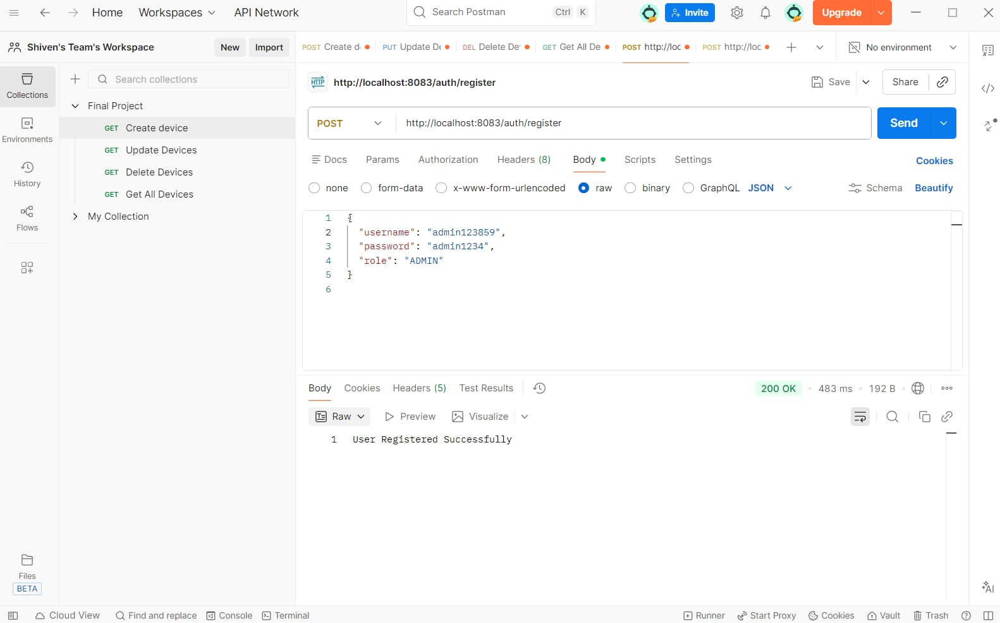 Home Workspaces API Network Search Postman Ctrl K Invite Upgrade
Shiven's Team's Workspace New Import
POST Create d PUT Update De DEL Delete De GET Get All De POST http://loc POST http://loc No environment
Collections
Environments
History
Flows
Files
BETA
Search collections
Final Project
GET Create device
GET Update Devices
GET Delete Devices
GET Get All Devices
My Collection
HTTP http://localhost:8083/auth/register Save Share
POST http://localhost:8083/auth/register Send
Docs Params Authorization Headers (8) Body Scripts Settings Cookies
none form-data x-www-form-urlencoded raw binary GraphQL JSON Schema Beautify
1 {
2 "username": "admin123859",
3 "password": "admin1234",
4 "role": "ADMIN"
5 }
6
Body Cookies Headers (5) Test Results 200 OK 483 ms 192 B
Raw Preview Visualize
1 User Registered Successfully
AI
Cloud View Find and replace Console Terminal Runner Start Proxy Cookies Vault Trash